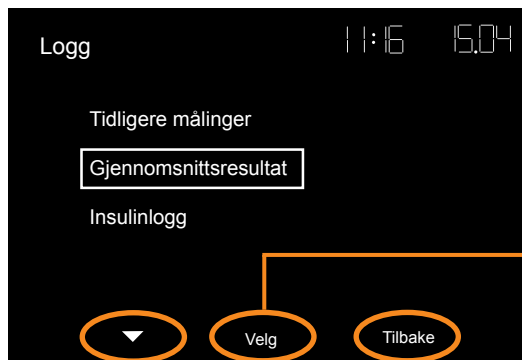 Logg 11:16 15.04
Tidligere målinger
Gjennomsnittsresultat
Insulinlogg
Velg Tilbake